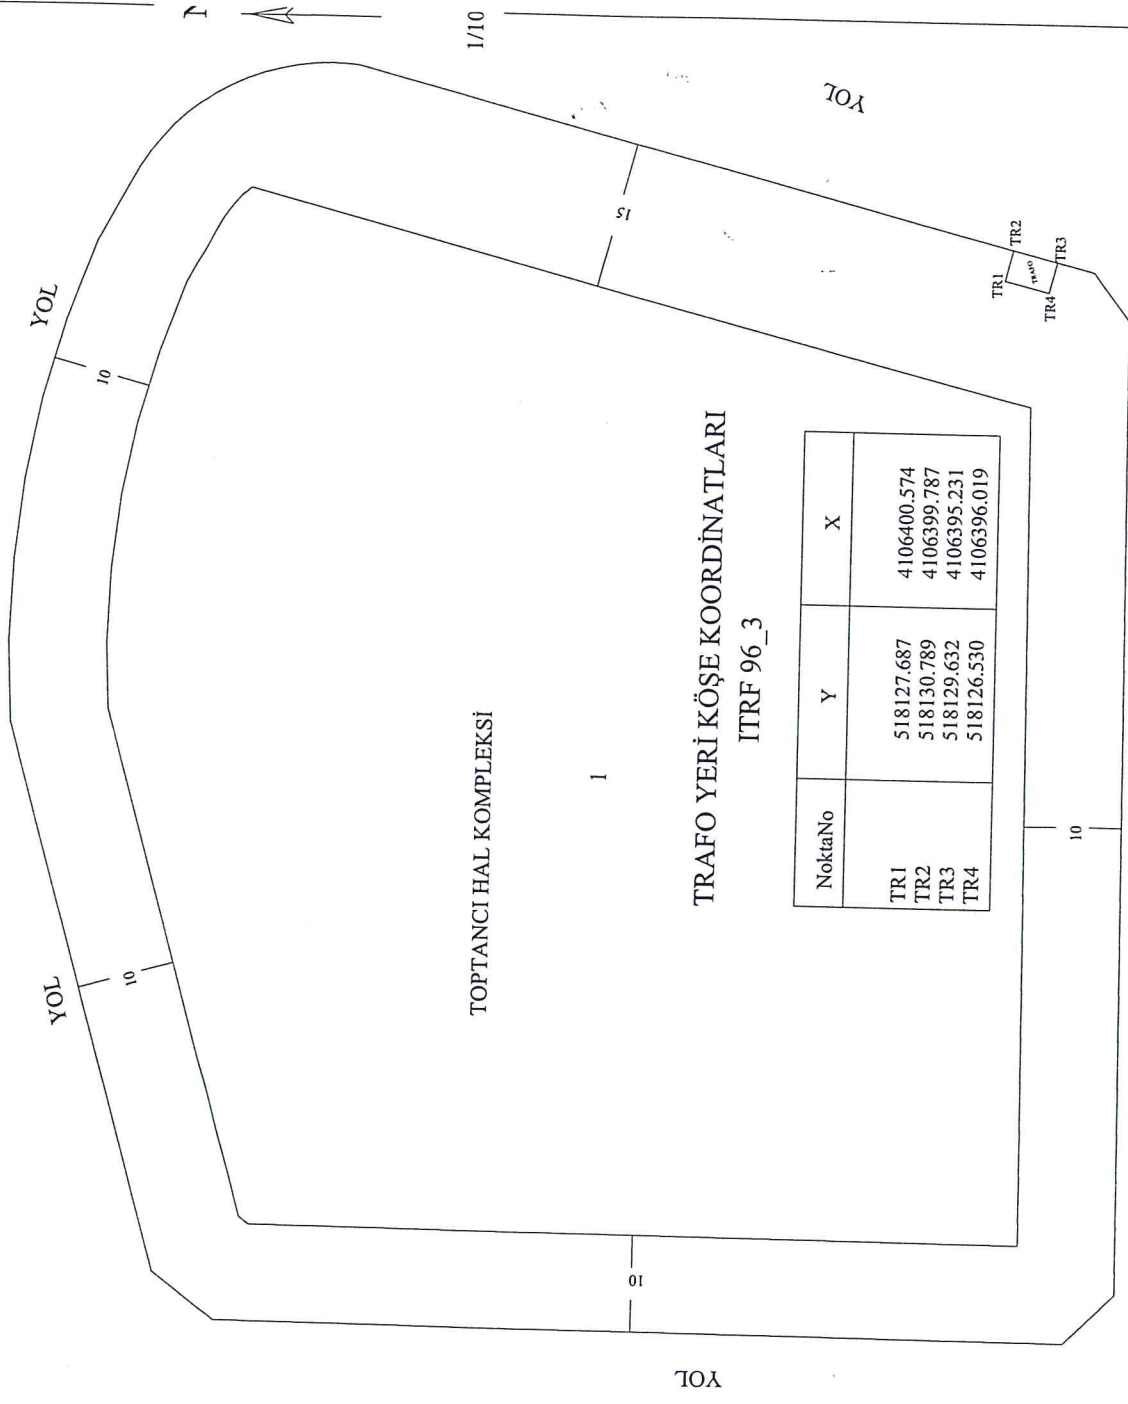 1/10
YOL
YOL
YOL
YOL
10
10
10
10
15
TOPTANCI HAL KOMPLEKSİ
1
TR1
TR2
TR3
TR4
TRAFO
TRAFO YERİ KÖŞE KOORDİNATLARI
ITRF 96_3
NoktaNo Y X
TR1 518127.687 4106400.574
TR2 518130.789 4106399.787
TR3 518129.632 4106395.231
TR4 518126.530 4106396.019